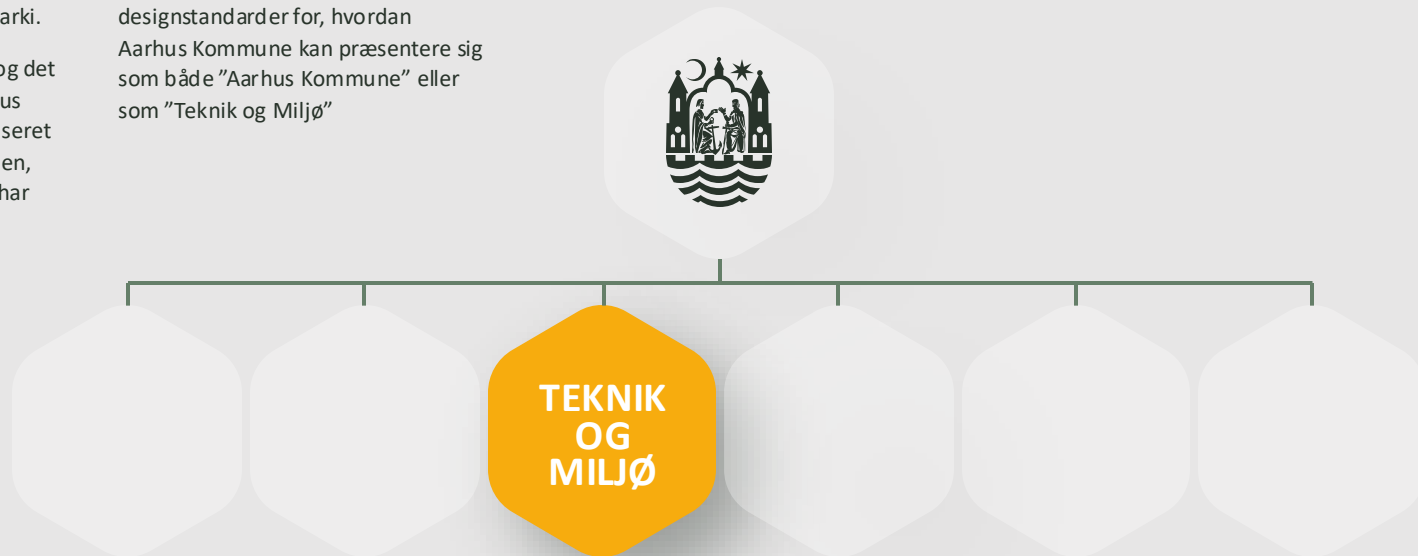 arki.
og det
us
seret
en,
har
designstandarder for, hvordan
Aarhus Kommune kan præsentere sig
som både ”Aarhus Kommune” eller
som ”Teknik og Miljø”
TEKNIK
OG
MILJØ